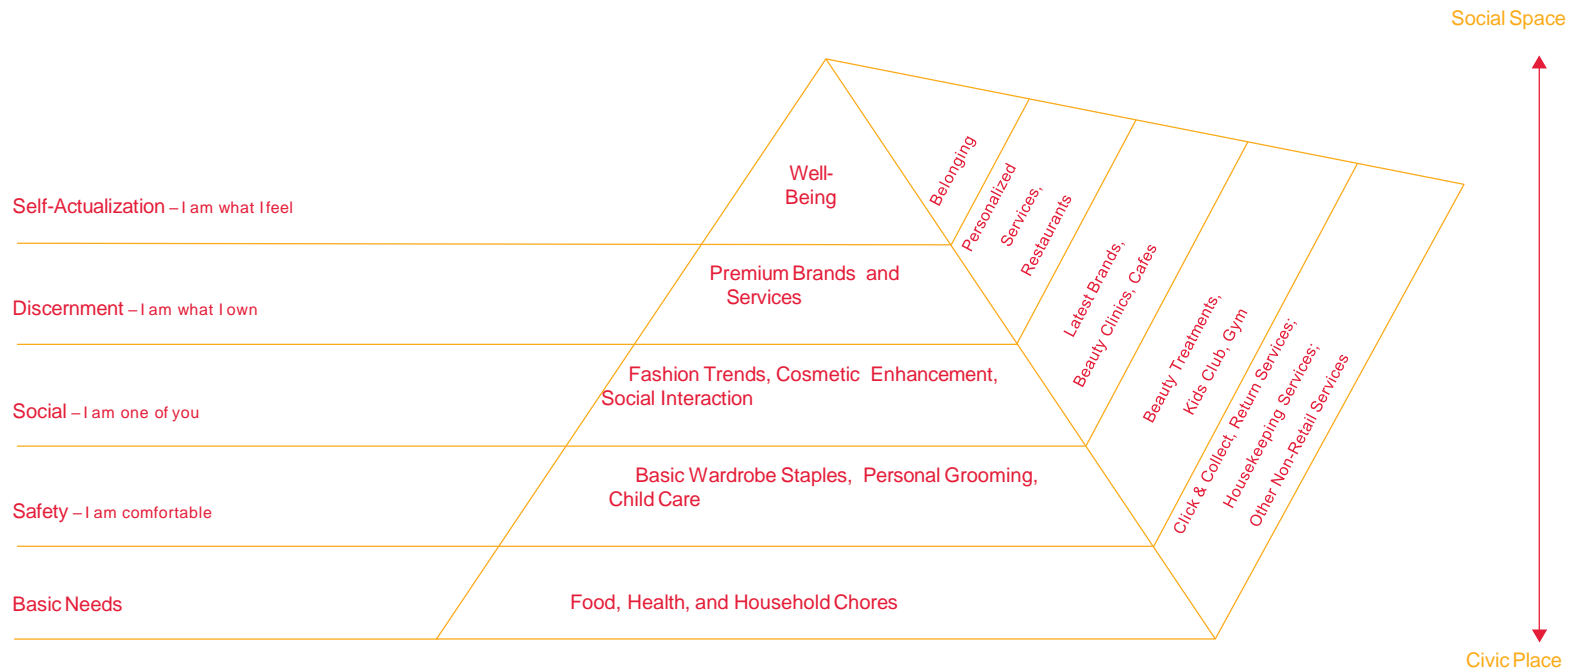 Social Space
Self-Actualization – I am what I feel
Well-
Being
Belonging
Discernment – I am what I own
Premium Brands and
Services
Personalized
Services,
Restaurants
Social – I am one of you
Fashion Trends, Cosmetic Enhancement,
Social Interaction
Latest Brands,
Beauty Clinics, Cafes
Safety – I am comfortable
Basic Wardrobe Staples, Personal Grooming,
Child Care
Beauty Treatments,
Kids Club, Gym
Basic Needs
Food, Health, and Household Chores
Click & Collect, Return Services;
Housekeeping Services;
Other Non-Retail Services
Civic Place